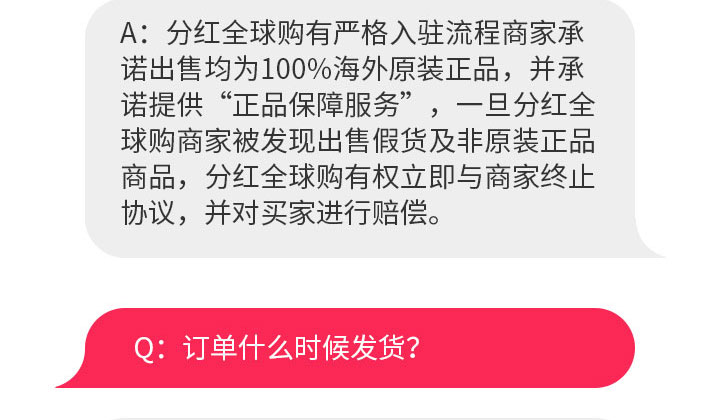 A：分红全球购有严格入驻流程商家承
诺出售均为100%海外原装正品，并承
诺提供“正品保障服务”，一旦分红全
球购商家被发现出售假货及非原装正品
商品，分红全球购有权立即与商家终止
协议，并对买家进行赔偿。
Q：订单什么时候发货？